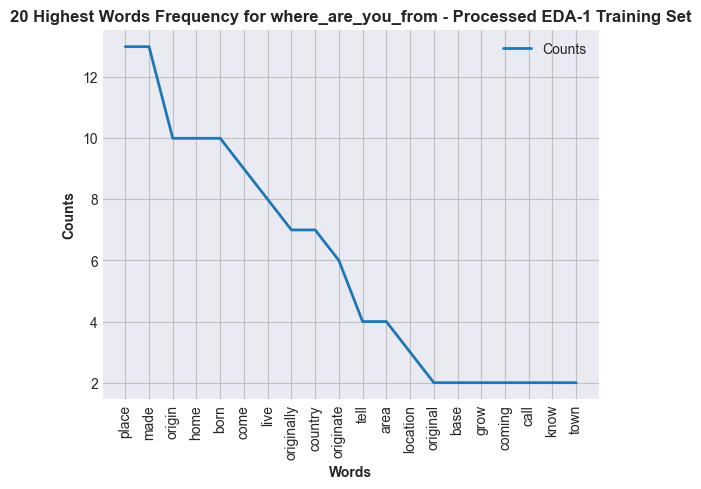 20 Highest Words Frequency for where_are_you_from - Processed EDA-1 Training Set
Counts
12
10
8
6
4
2
Counts
place
made
origin
home
born
come
live
originally
country
originate
tell
area
location
original
base
grow
coming
call
know
town
Words